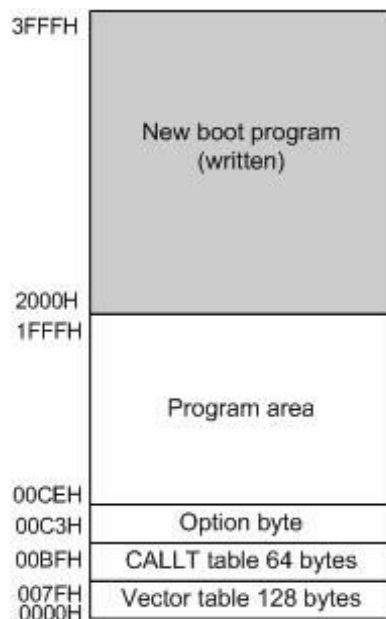 3FFFH
New boot program
(written)
2000H
1FFFH
Program area
00CEH
00C3H
Option byte
00BFH
CALLT table 64 bytes
007FH
Vector table 128 bytes
0000H